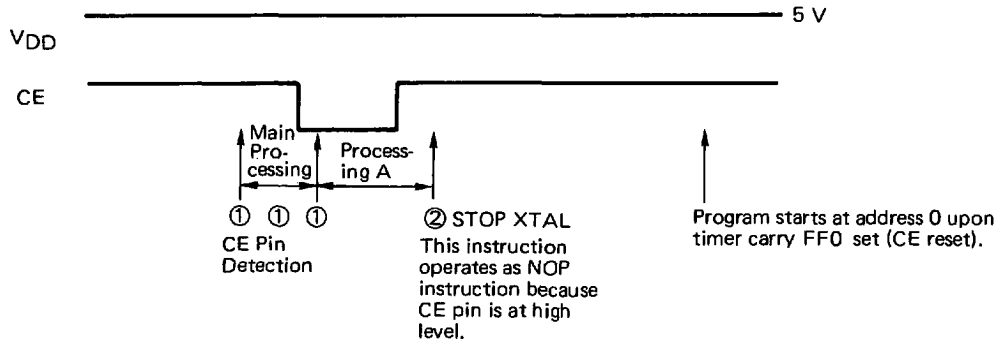 5 V
VDD
CE
Main
Pro-
cessing
Process-
ing A
① ① ①
CE Pin
Detection
② STOP XTAL
This instruction
operates as NOP
instruction because
CE pin is at high
level.
Program starts at address 0 upon
timer carry FF0 set (CE reset).